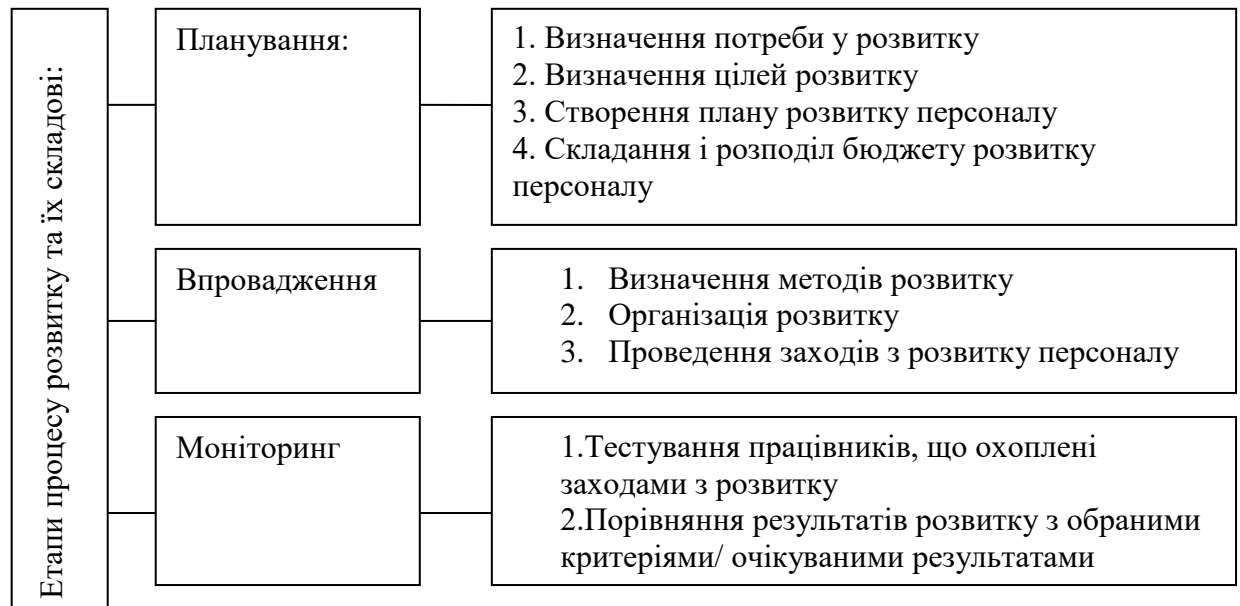 Етапи процесу розвитку та їх складові:
Планування:
1. Визначення потреби у розвитку
2. Визначення цілей розвитку
3. Створення плану розвитку персоналу
4. Складання і розподіл бюджету розвитку
персоналу
Впровадження
1. Визначення методів розвитку
2. Організація розвитку
3. Проведення заходів з розвитку персоналу
Моніторинг
1.Тестування працівників, що охоплені
заходами з розвитку
2.Порівняння результатів розвитку з обраними
критеріями/ очікуваними результатами